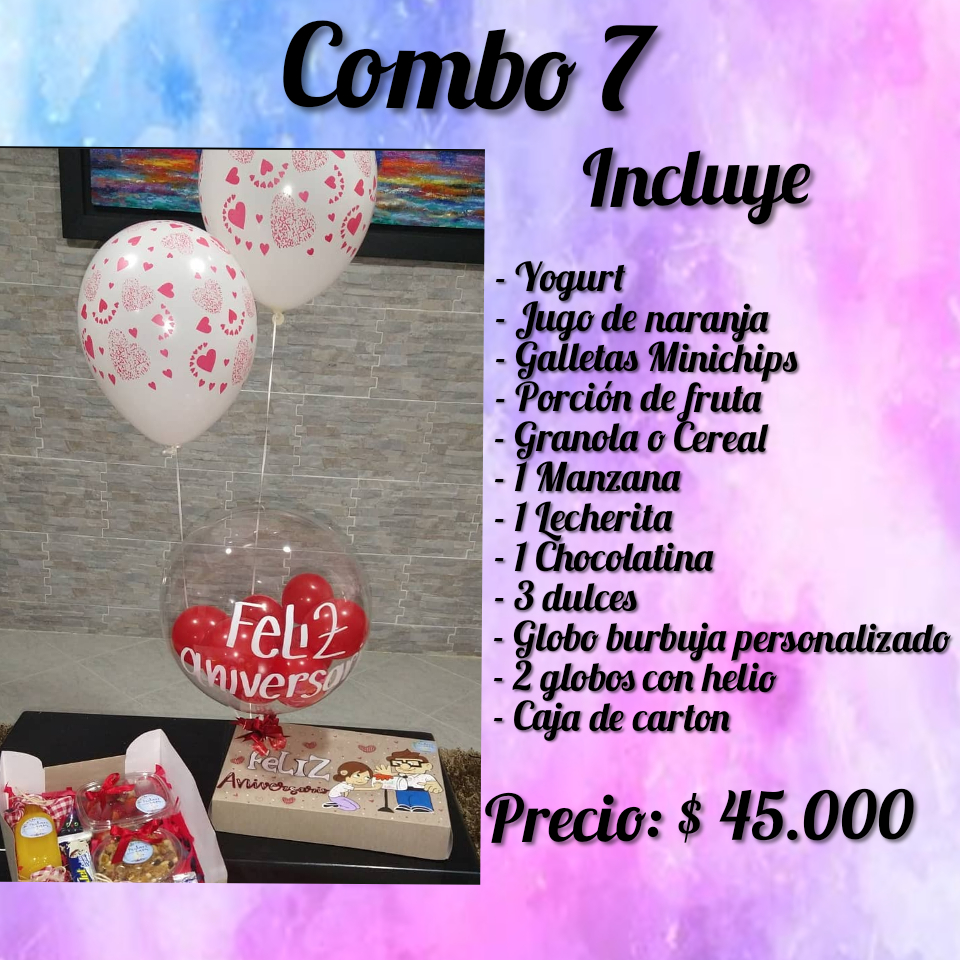 Combo 7
Incluye
- Yogurt
- Jugo de naranja
- Galletas Minichips
- Porción de fruta
- Granola o Cereal
- 1 Manzana
- 1 Lecherita
- 1 Chocolatina
- 3 dulces
- Globo burbuja personalizado
- 2 globos con helio
- Caja de carton
Precio: $ 45.000
Feliz
aniversar
FELIZ
Aniversario